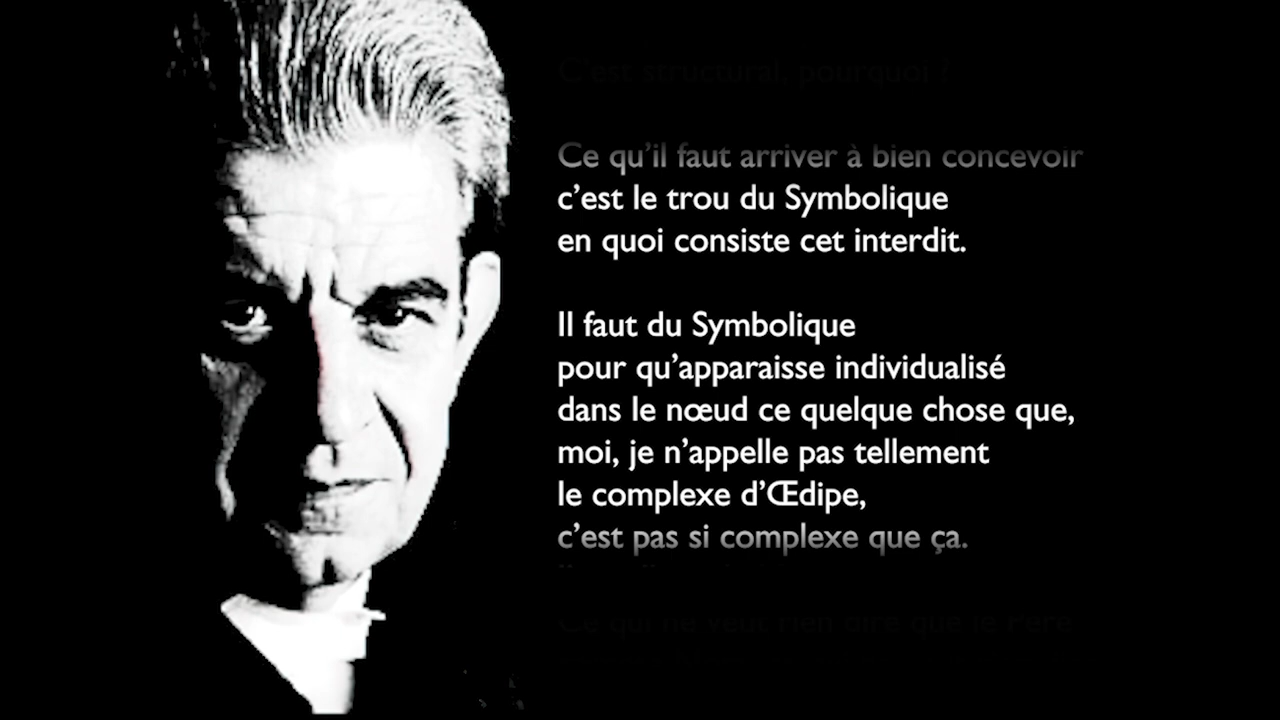 C'est structural, pourquoi ?
Ce qu'il faut arriver à bien concevoir
c'est le trou du Symbolique
en quoi consiste cet interdit.
Il faut du Symbolique
pour qu'apparaisse individualisé
dans le nœud ce quelque chose que,
moi, je n'appelle pas tellement
le complexe d'Œdipe,
c'est pas si complexe que ça.
Ce qui ne veut rien dire que le Père